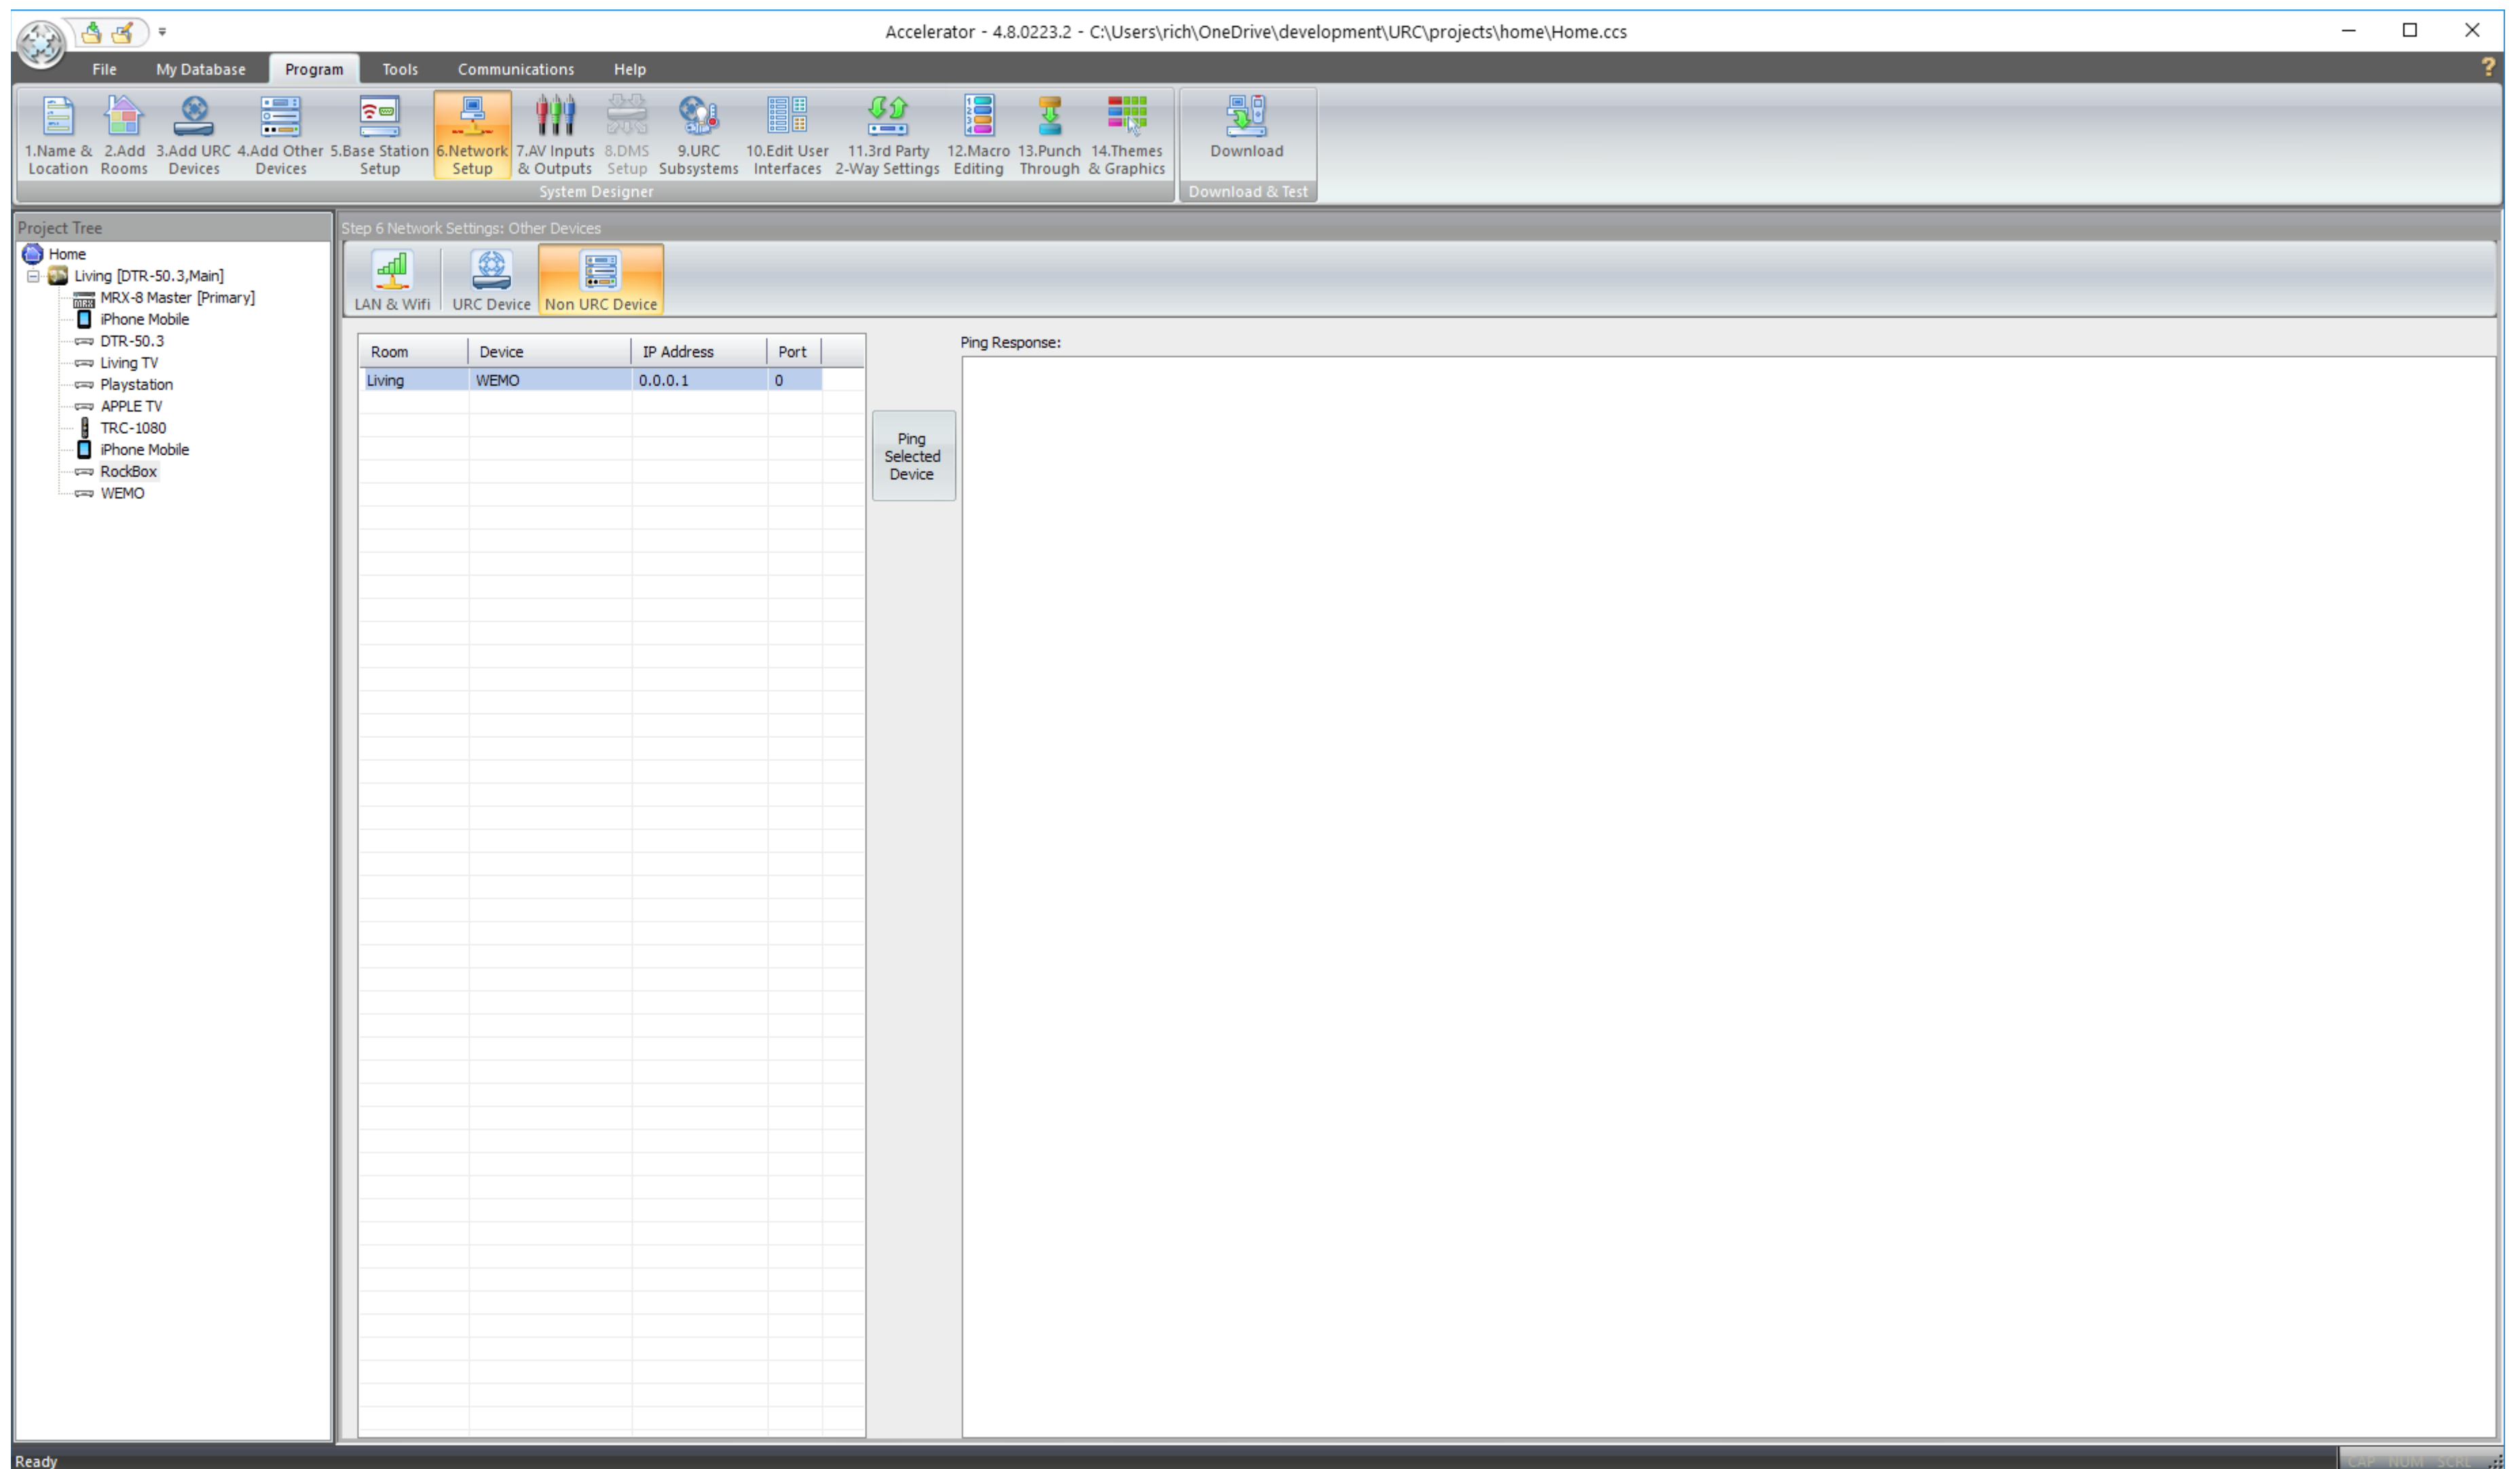 Accelerator - 4.8.0223.2 - C:\Users\rich\OneDrive\development\URC\projects\home\Home.ccs
File My Database Program Tools Communications Help ?
1.Name & Location
2.Add Rooms
3.Add URC Devices
4.Add Other Devices
5.Base Station Setup
6.Network Setup
7.AV Inputs & Outputs
8.DMS Setup
9.URC Subsystems
10.Edit User Interfaces
11.3rd Party 2-Way Settings
12.Macro Editing
13.Punch Through
14.Themes & Graphics
Download
System Designer
Download & Test
Project Tree
Home
Living [DTR-50.3,Main]
MRX-8 Master [Primary]
iPhone Mobile
DTR-50.3
Living TV
Playstation
APPLE TV
TRC-1080
iPhone Mobile
RockBox
WEMO
Step 6 Network Settings: Other Devices
LAN & Wifi URC Device Non URC Device
Room Device IP Address Port
Living WEMO 0.0.0.1 0
Ping
Selected
Device
Ping Response:
Ready
CAP NUM SCRL